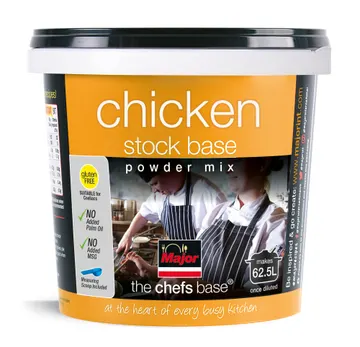 chicken
stock base
powder mix
gluten
FREE
SUITABLE for
Coeliacs
NO
Added
Palm Oil
NO
Added
MSG
Measuring
Scoop Included
Major
the chefs base®
at the heart of every busy kitchen
makes
62.5L
once diluted
Be inspired & go create: www.majorint.com